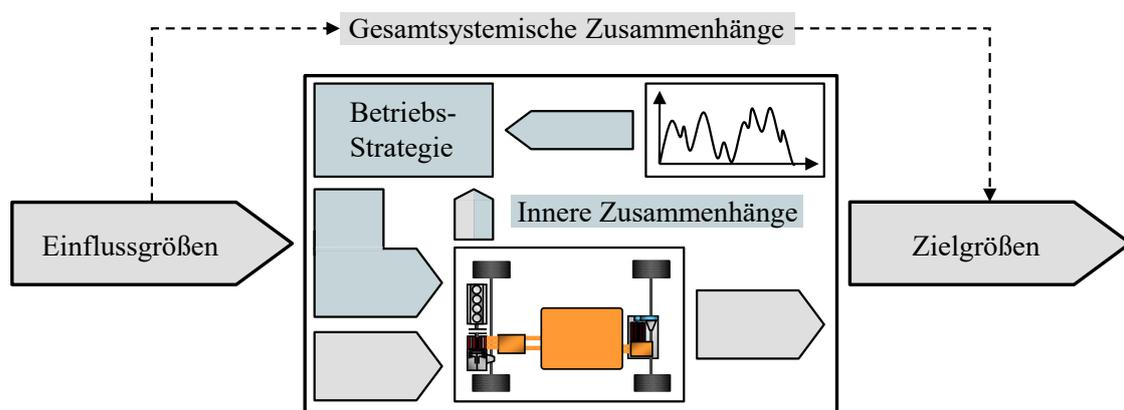 Gesamtsystemische Zusammenhänge
Betriebs-
Strategie
Innere Zusammenhänge
Einflussgrößen
Zielgrößen